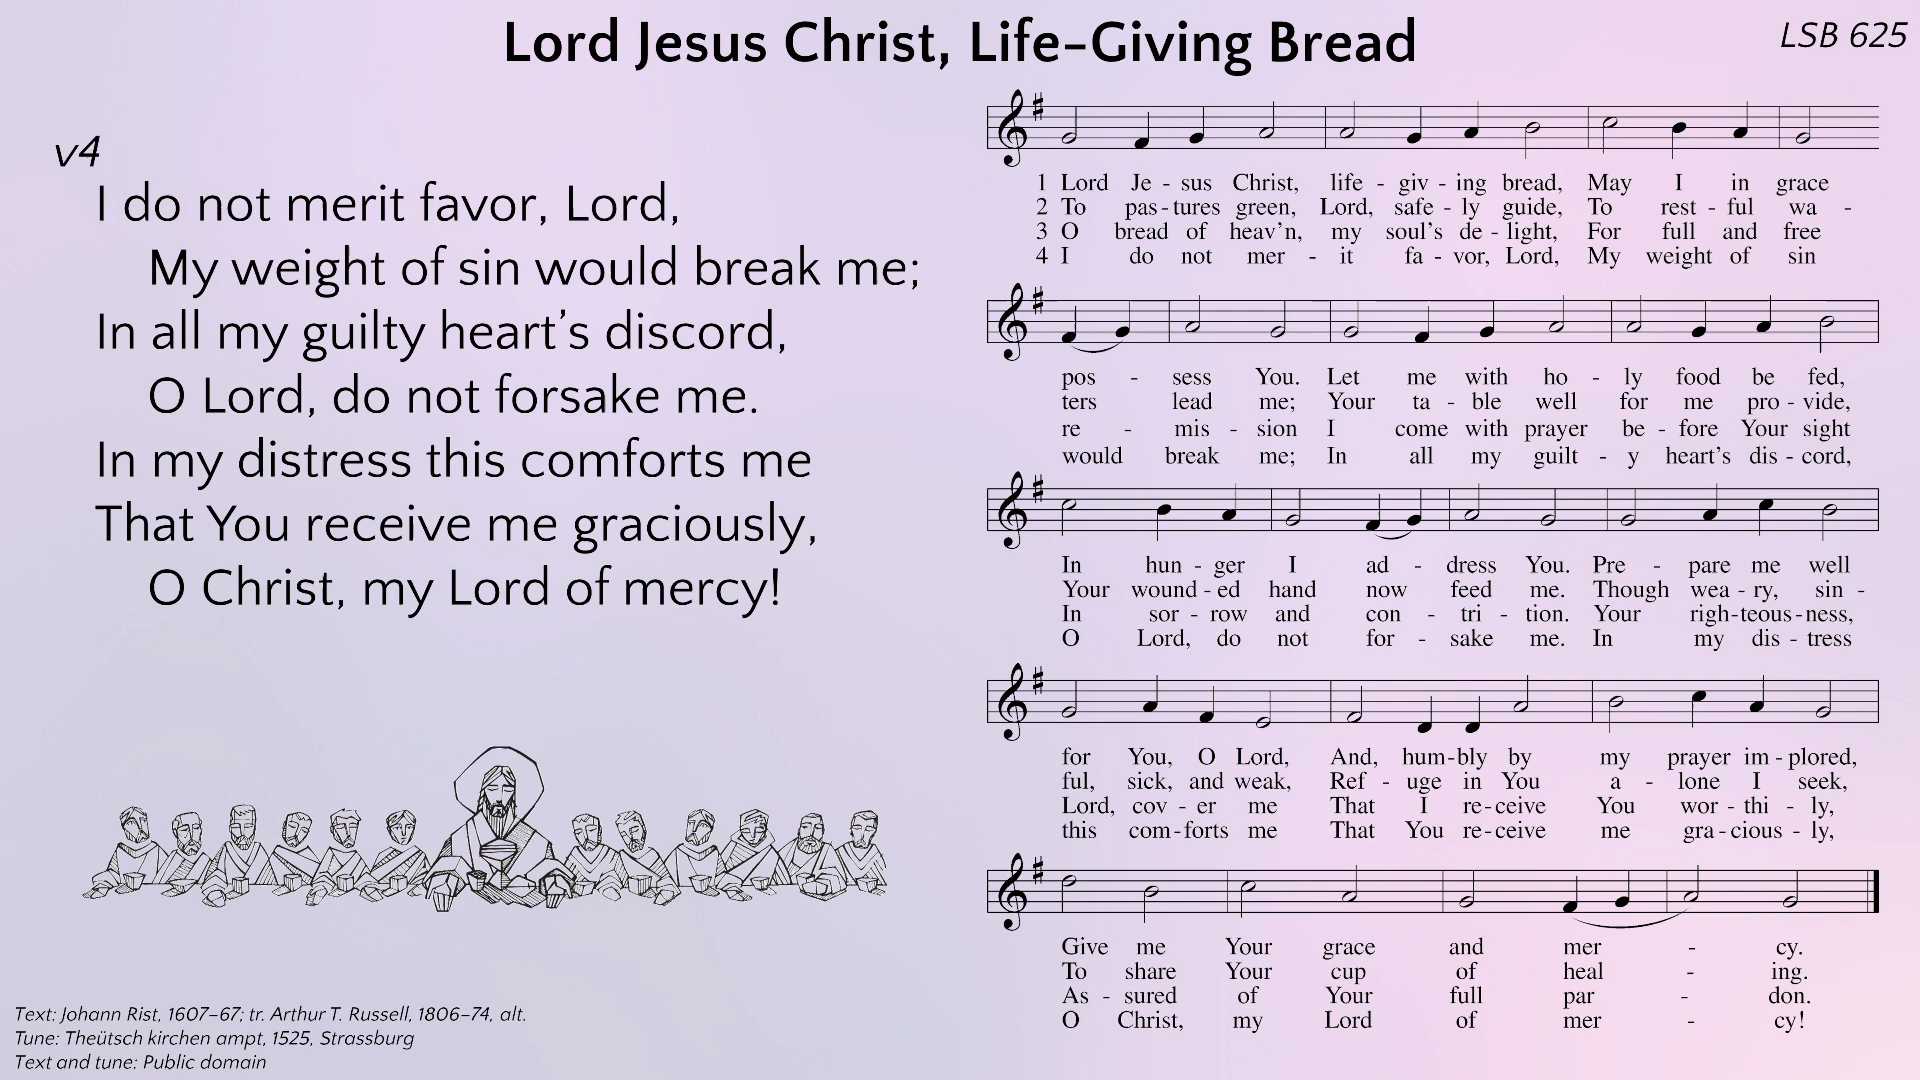 Lord Jesus Christ, Life-Giving Bread
LSB 625
v4
I do not merit favor, Lord,
My weight of sin would break me;
In all my guilty heart’s discord,
O Lord, do not forsake me.
In my distress this comforts me
That You receive me graciously,
O Christ, my Lord of mercy!
Text: Johann Rist, 1607–67; tr. Arthur T. Russell, 1806–74, alt.
Tune: Theütsch kirchen ampt, 1525, Strassburg
Text and tune: Public domain
1 Lord Je - sus Christ, life - giv - ing bread, May I in grace
2 To pas - tures green, Lord, safe - ly guide, To rest - ful wa -
3 O bread of heav’n, my soul’s de - light, For full and free
4 I do not mer - it fa - vor, Lord, My weight of sin
pos - sess You. Let me with ho - ly food be fed,
ters lead me; Your ta - ble well for me pro - vide,
re - mis - sion I come with prayer be - fore Your sight
would break me; In all my guilt - y heart’s dis - cord,
In hun - ger I ad - dress You. Pre - pare me well
Your wound - ed hand now feed me. Though wea - ry, sin -
In sor - row and con - tri - tion. Your righ - teous - ness,
O Lord, do not for - sake me. In my dis - tress
for You, O Lord, And, hum - bly by my prayer im - plored,
ful, sick, and weak, Ref - uge in You a - lone I seek,
Lord, cov - er me That I re - ceive You wor - thi - ly,
this com - forts me That You re - ceive me gra - cious - ly,
Give me Your grace and mer - cy.
To share Your cup of heal - ing.
As - sured of Your full par - don.
O Christ, my Lord of mer - cy!